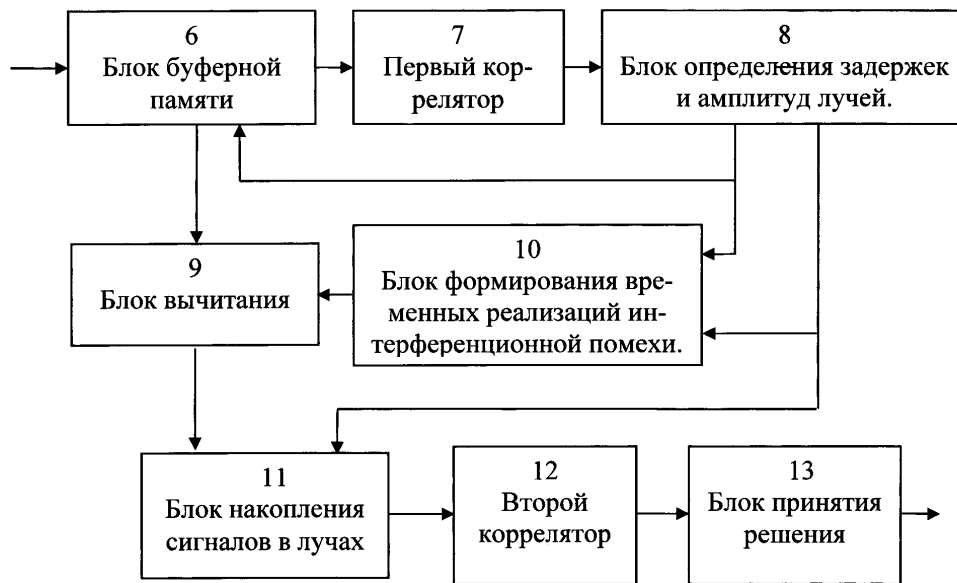 6
Блок буферной
памяти
7
Первый кор-
релятор
8
Блок определения задержек
и амплитуд лучей.
9
Блок вычитания
10
Блок формирования вре-
менных реализаций ин-
терференционной помехи.
11
Блок накопления
сигналов в лучах
12
Второй
коррелятор
13
Блок принятия
решения